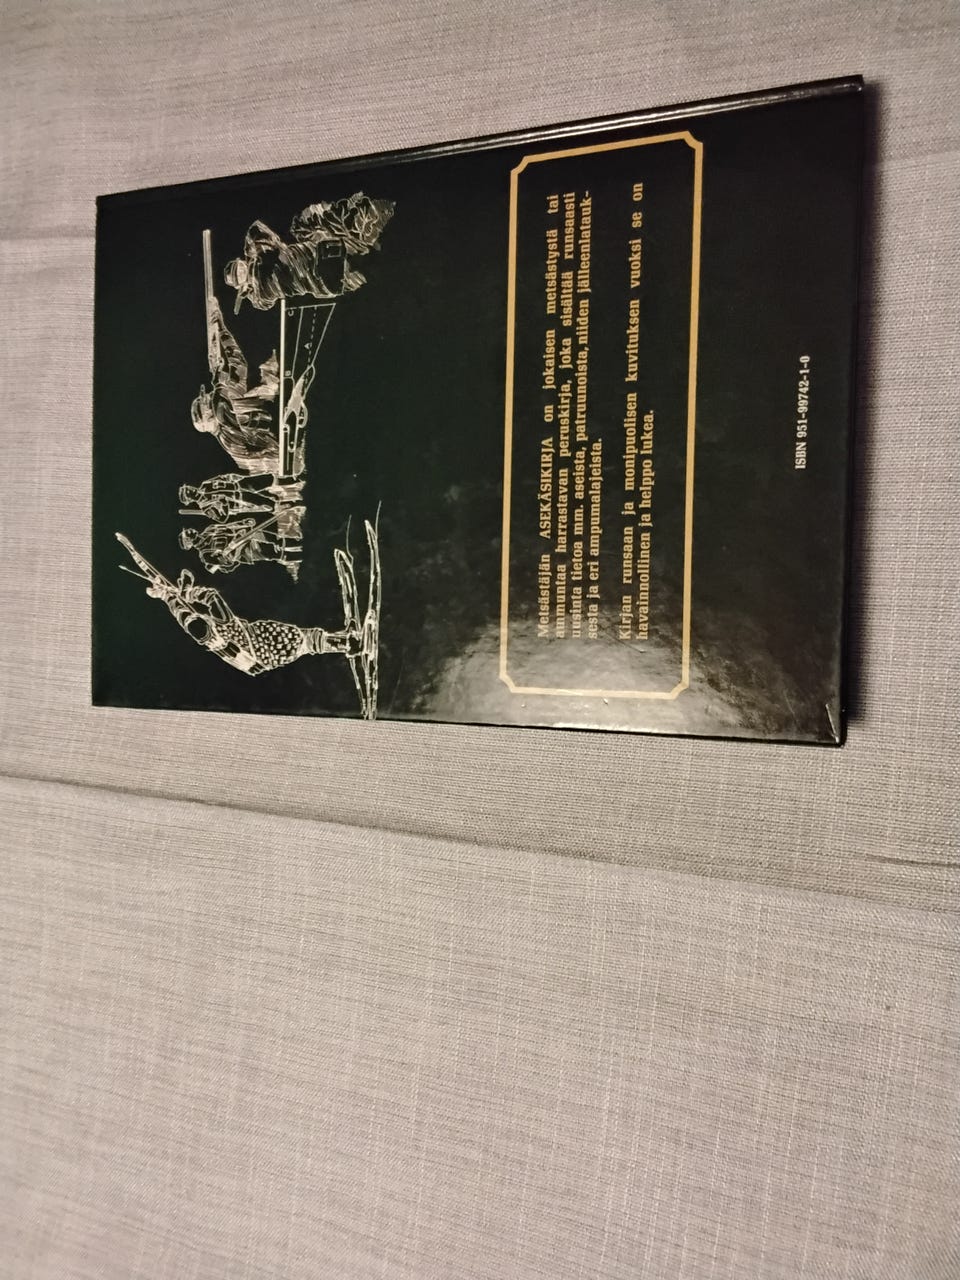 Metsästäjän ASEKÄSIKIRJA on jokaisen metsästystä tai
ammuntaa harrastavan peruskirja, joka sisältää runsaasti
uusinta tietoa mm. aseista, patruunoista, niiden jälleenlatauk-
sesta ja eri ampumalajeista.
Kirjan runsaan ja monipuolisen kuvituksen vuoksi se on
havainnollinen ja helppo lukea.
ISBN 951-99742-1-0